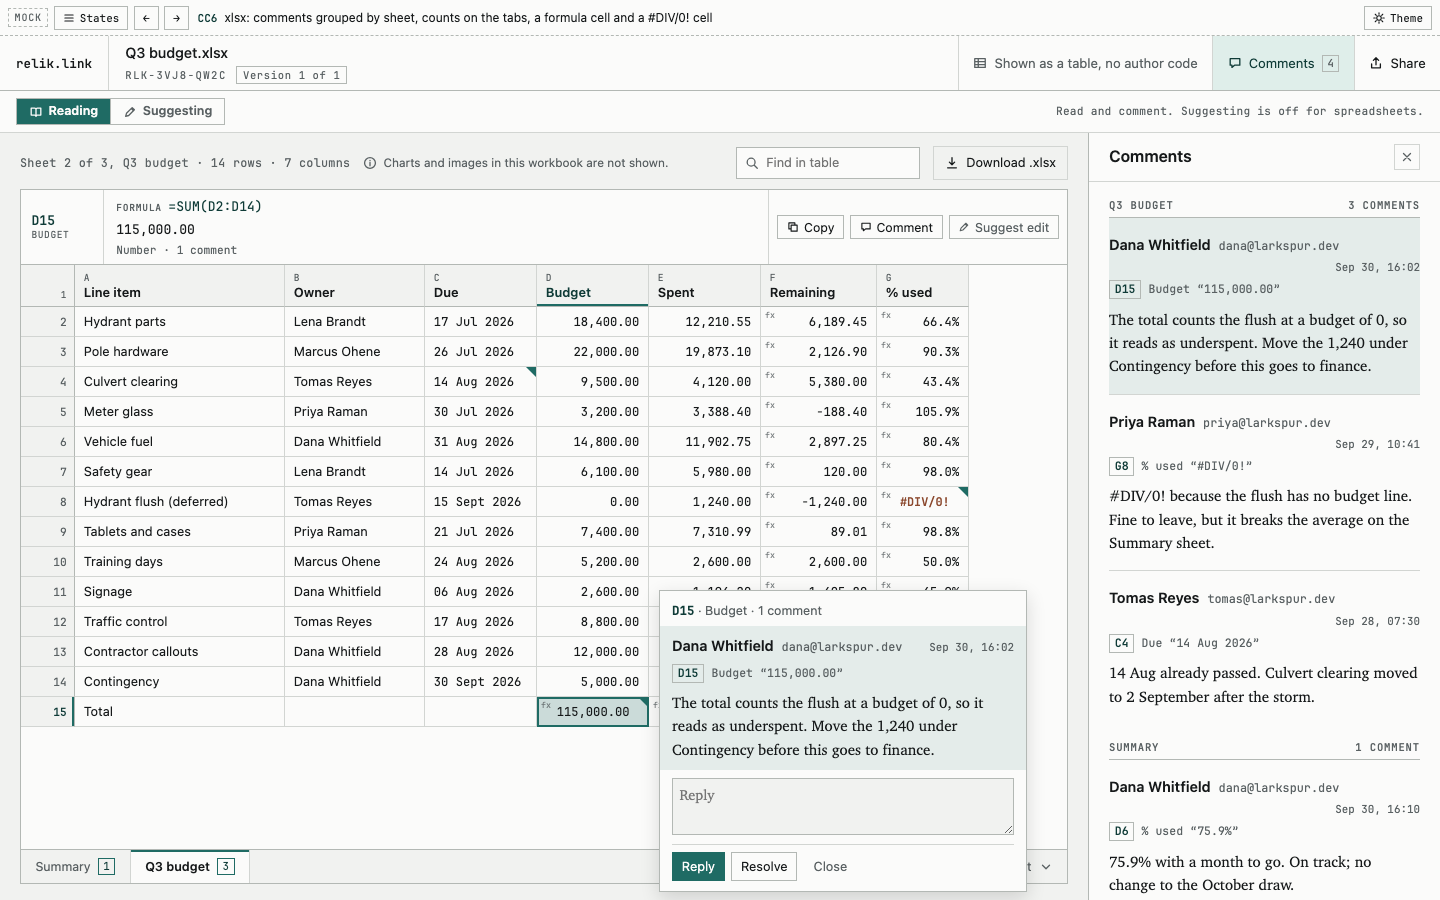 MOCK States ← → CC6 xlsx: comments grouped by sheet, counts on the tabs, a formula cell and a #DIV/0! cell Theme
relik.link
Q3 budget.xlsx
RLK-3VJ8-QW2C Version 1 of 1
Shown as a table, no author code
Comments 4
Share
Reading Suggesting
Read and comment. Suggesting is off for spreadsheets.
Sheet 2 of 3, Q3 budget · 14 rows · 7 columns
Charts and images in this workbook are not shown.
Find in table
Download .xlsx
D15
BUDGET
FORMULA =SUM(D2:D14)
115,000.00
Number · 1 comment
Copy Comment Suggest edit
A B C D E F G
1 Line item Owner Due Budget Spent Remaining % used
2 Hydrant parts Lena Brandt 17 Jul 2026 18,400.00 12,210.55 fx 6,189.45 fx 66.4%
3 Pole hardware Marcus Ohene 26 Jul 2026 22,000.00 19,873.10 fx 2,126.90 fx 90.3%
4 Culvert clearing Tomas Reyes 14 Aug 2026 9,500.00 4,120.00 fx 5,380.00 fx 43.4%
5 Meter glass Priya Raman 30 Jul 2026 3,200.00 3,388.40 fx -188.40 fx 105.9%
6 Vehicle fuel Dana Whitfield 31 Aug 2026 14,800.00 11,902.75 fx 2,897.25 fx 80.4%
7 Safety gear Lena Brandt 14 Jul 2026 6,100.00 5,980.00 fx 120.00 fx 98.0%
8 Hydrant flush (deferred) Tomas Reyes 15 Sept 2026 0.00 1,240.00 fx -1,240.00 fx #DIV/0!
9 Tablets and cases Priya Raman 21 Jul 2026 7,400.00 7,310.99 fx 89.01 fx 98.8%
10 Training days Marcus Ohene 24 Aug 2026 5,200.00 2,600.00 fx 2,600.00 fx 50.0%
11 Signage Dana Whitfield 06 Aug 2026 2,600.00 fx fx
12 Traffic control Tomas Reyes 17 Aug 2026 8,800.00
13 Contractor callouts Dana Whitfield 28 Aug 2026 12,000.00
14 Contingency Dana Whitfield 30 Sept 2026 5,000.00
15 Total fx 115,000.00
Summary 1
Q3 budget 3
D15 · Budget · 1 comment
Dana Whitfield dana@larkspur.dev Sep 30, 16:02
D15 Budget “115,000.00”
The total counts the flush at a budget of 0, so it
reads as underspent. Move the 1,240 under
Contingency before this goes to finance.
Reply
Reply Resolve Close
Comments
Q3 BUDGET 3 COMMENTS
Dana Whitfield dana@larkspur.dev
Sep 30, 16:02
D15 Budget “115,000.00”
The total counts the flush at a budget of 0, so
it reads as underspent. Move the 1,240 under
Contingency before this goes to finance.
Priya Raman priya@larkspur.dev
Sep 29, 10:41
G8 % used “#DIV/0!”
#DIV/0! because the flush has no budget line.
Fine to leave, but it breaks the average on the
Summary sheet.
Tomas Reyes tomas@larkspur.dev
Sep 28, 07:30
C4 Due “14 Aug 2026”
14 Aug already passed. Culvert clearing moved
to 2 September after the storm.
SUMMARY 1 COMMENT
Dana Whitfield dana@larkspur.dev
Sep 30, 16:10
D6 % used “75.9%”
75.9% with a month to go. On track; no
change to the October draw.